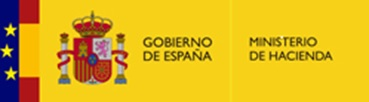 GOBIERNO
DE ESPAÑA
MINISTERIO
DE HACIENDA